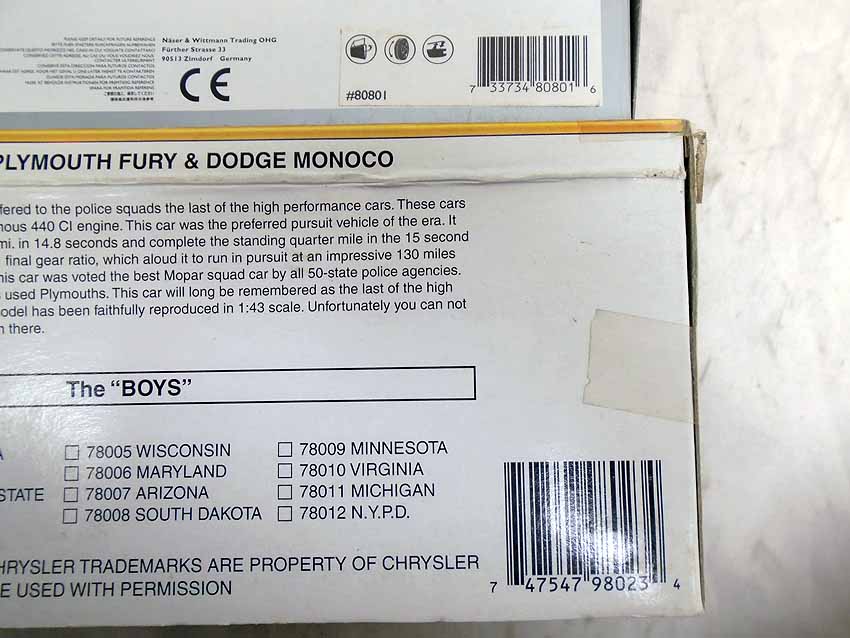 PLEASE KEEP DETAILS FOR FUTURE REFERENCE
Näser & Wittmann Trading OHG
Fürther Strasse 33
90513 Zirndorf Germany
CE
#80801
7 33734 80801 6
PLYMOUTH FURY & DODGE MONOCO
fered to the police squads the last of the high performance cars. These cars
nous 440 CI engine. This car was the preferred pursuit vehicle of the era. It
mi. in 14.8 seconds and complete the standing quarter mile in the 15 second
final gear ratio, which aloud it to run in pursuit at an impressive 130 miles
his car was voted the best Mopar squad car by all 50-state police agencies.
s used Plymouths. This car will long be remembered as the last of the high
odel has been faithfully reproduced in 1:43 scale. Unfortunately you can not
n there.
The “BOYS”
A 78005 WISCONSIN 78009 MINNESOTA
78006 MARYLAND 78010 VIRGINIA
STATE 78007 ARIZONA 78011 MICHIGAN
78008 SOUTH DAKOTA 78012 N.Y.P.D.
HRYSLER TRADEMARKS ARE PROPERTY OF CHRYSLER
E USED WITH PERMISSION
7 47547 98023 4